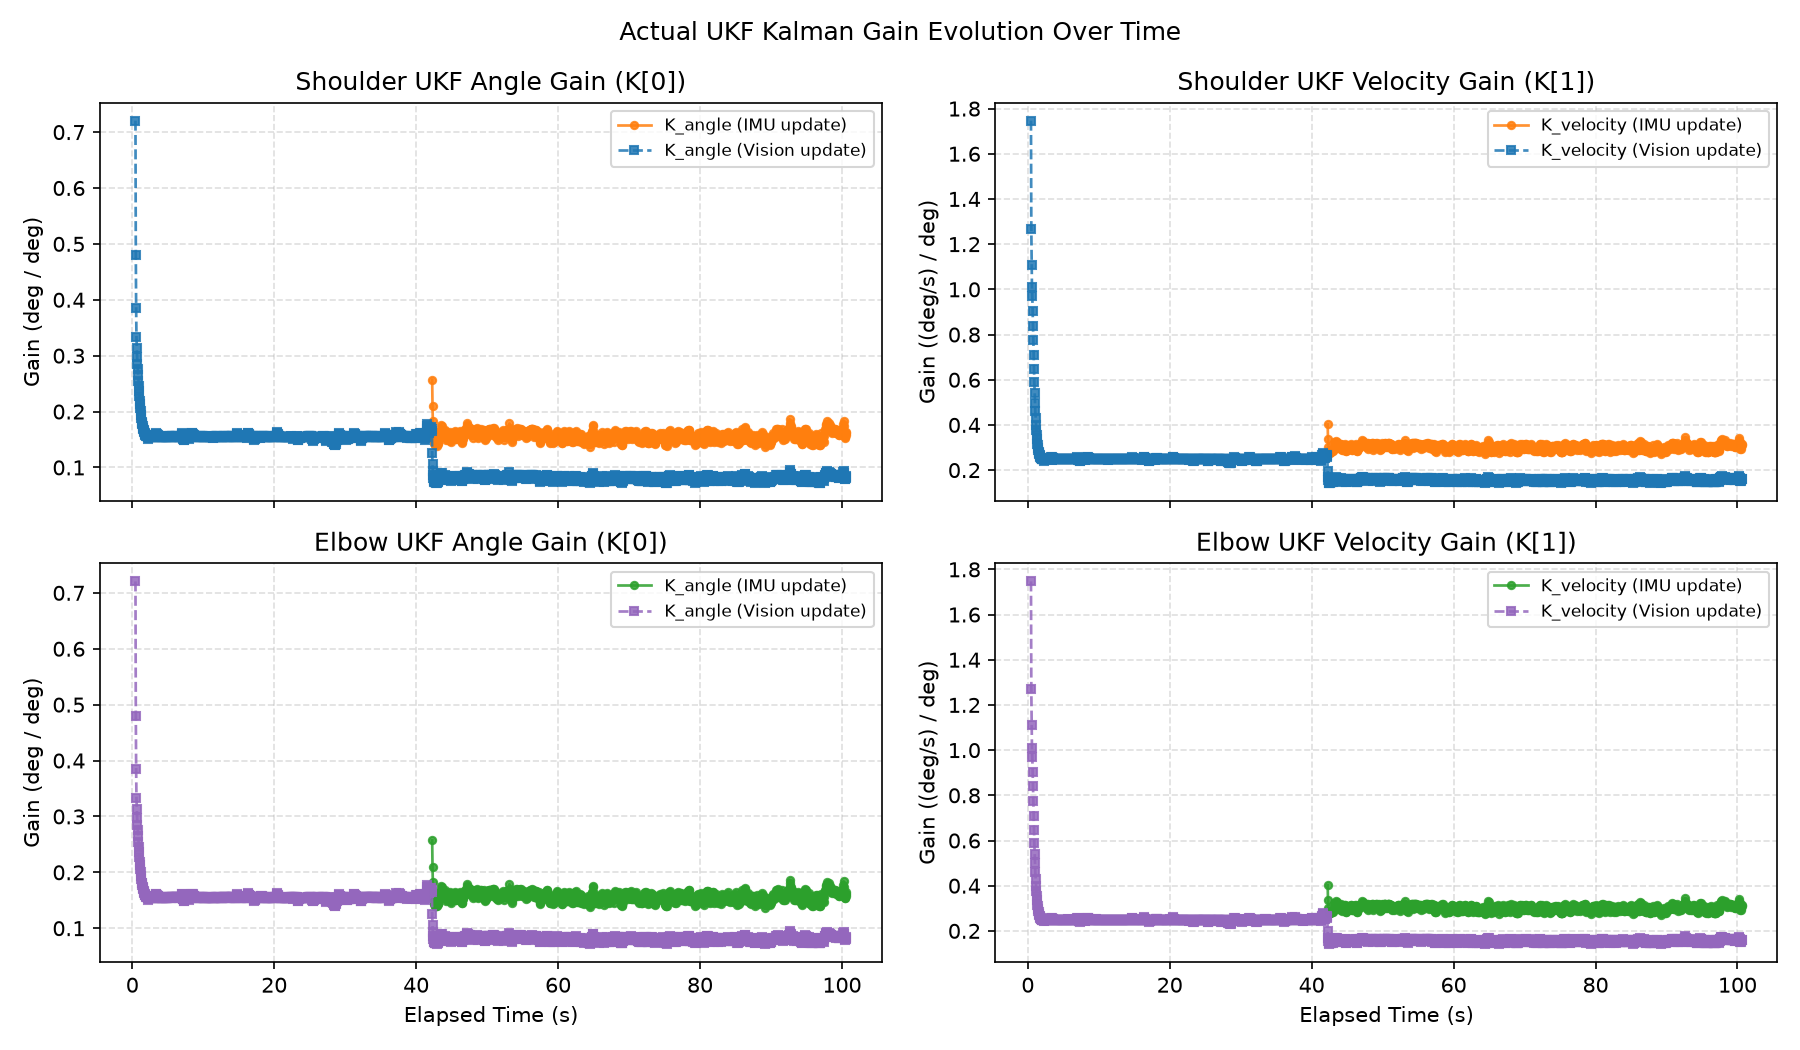 Actual UKF Kalman Gain Evolution Over Time
Shoulder UKF Angle Gain (K[0])
Gain (deg / deg)
0.7
0.6
0.5
0.4
0.3
0.2
0.1
K_angle (IMU update)
K_angle (Vision update)
Shoulder UKF Velocity Gain (K[1])
Gain ((deg/s) / deg)
1.8
1.6
1.4
1.2
1.0
0.8
0.6
0.4
0.2
K_velocity (IMU update)
K_velocity (Vision update)
Elbow UKF Angle Gain (K[0])
Gain (deg / deg)
0.7
0.6
0.5
0.4
0.3
0.2
0.1
K_angle (IMU update)
K_angle (Vision update)
0 20 40 60 80 100
Elapsed Time (s)
Elbow UKF Velocity Gain (K[1])
Gain ((deg/s) / deg)
1.8
1.6
1.4
1.2
1.0
0.8
0.6
0.4
0.2
K_velocity (IMU update)
K_velocity (Vision update)
0 20 40 60 80 100
Elapsed Time (s)